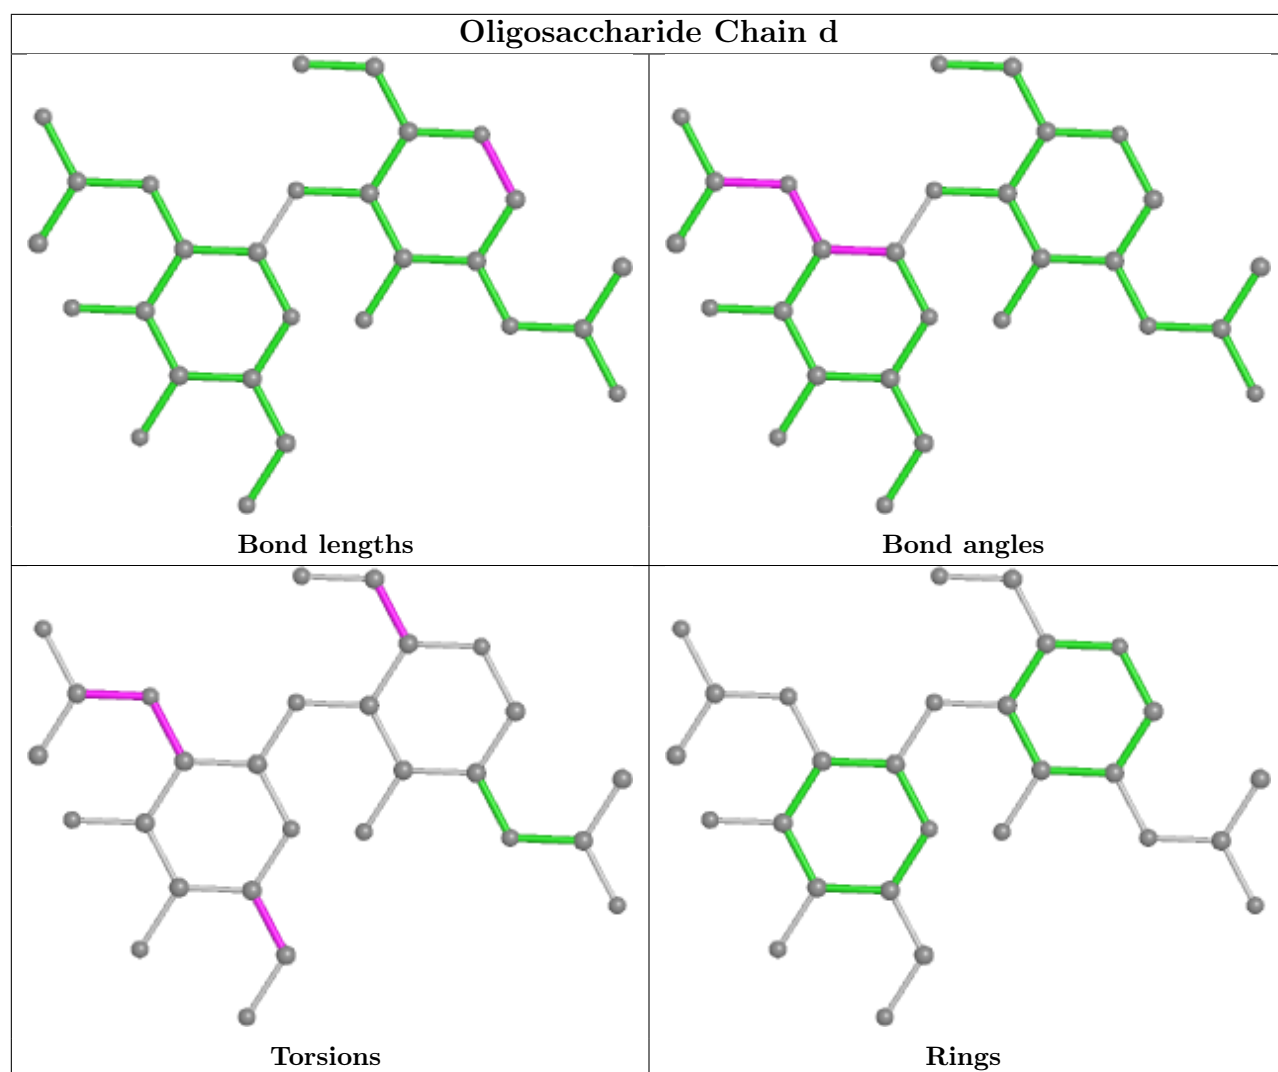 Oligosaccharide Chain d
Bond lengths
Bond angles
Torsions
Rings